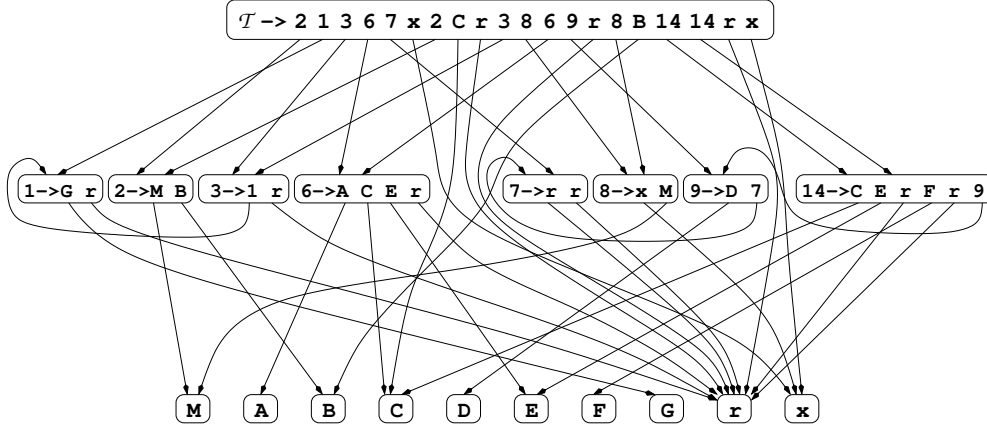 𝒯 –> 2 1 3 6 7 x 2 C r 3 8 6 9 r 8 B 14 14 r x
1–>G r 2–>M B 3–>1 r 6–>A C E r 7–>r r 8–>x M 9–>D 7 14–>C E r F r 9
M A B C D E F G r x